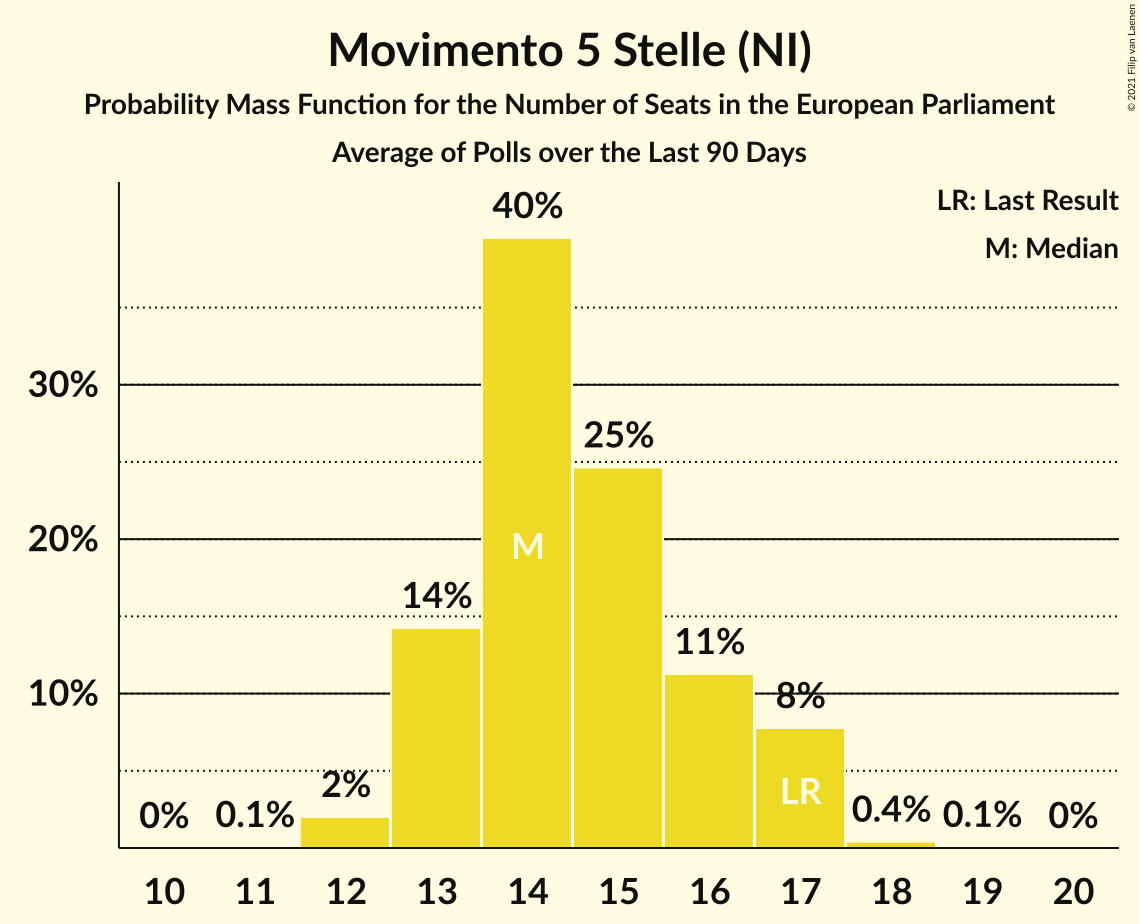 Movimento 5 Stelle (NI)
Probability Mass Function for the Number of Seats in the European Parliament
Average of Polls over the Last 90 Days
© 2021 Filip van Laenen
LR: Last Result
M: Median
40%
30%
25%
20%
M
14%
11%
10%
8%
2%
LR
0%
0.1%
0.4%
0.1%
0%
10 11 12 13 14 15 16 17 18 19 20